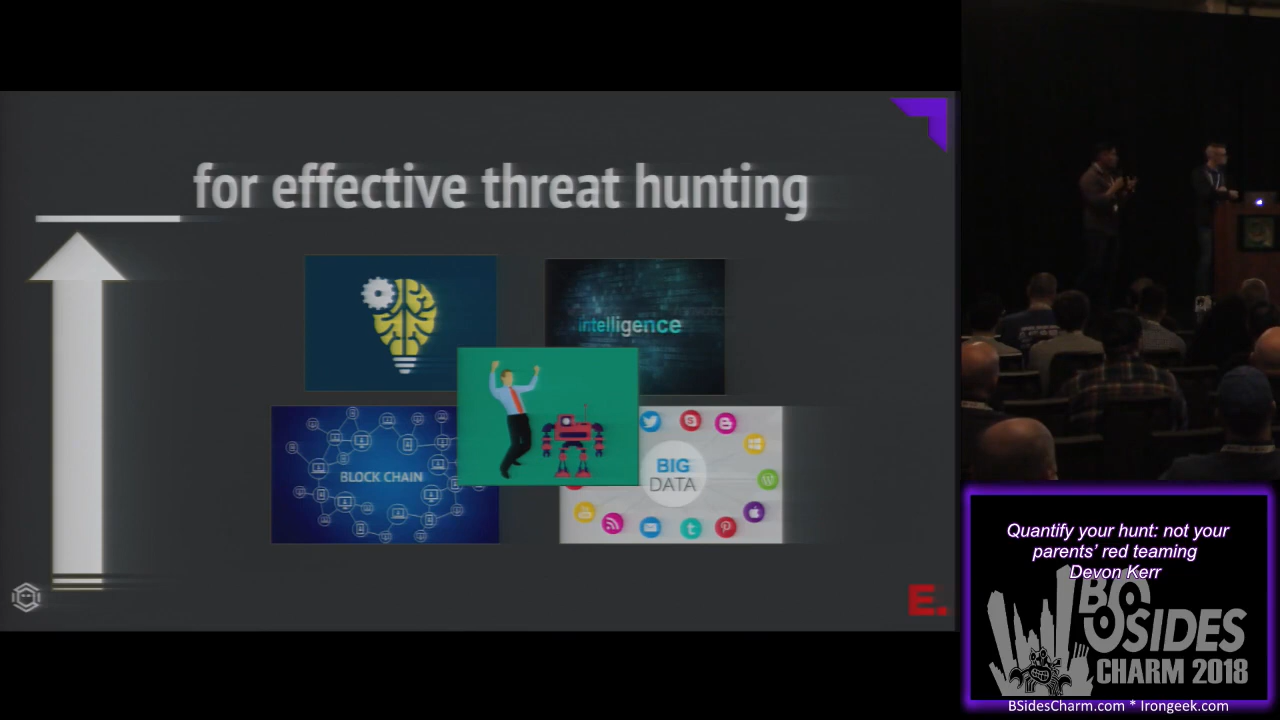 for effective threat hunting
intelligence
BLOCK CHAIN
BIG
DATA
E.
Quantify your hunt: not your
parents' red teaming
Devon Kerr
BSIDES
CHARM 2018
BSidesCharm.com * Irongeek.com